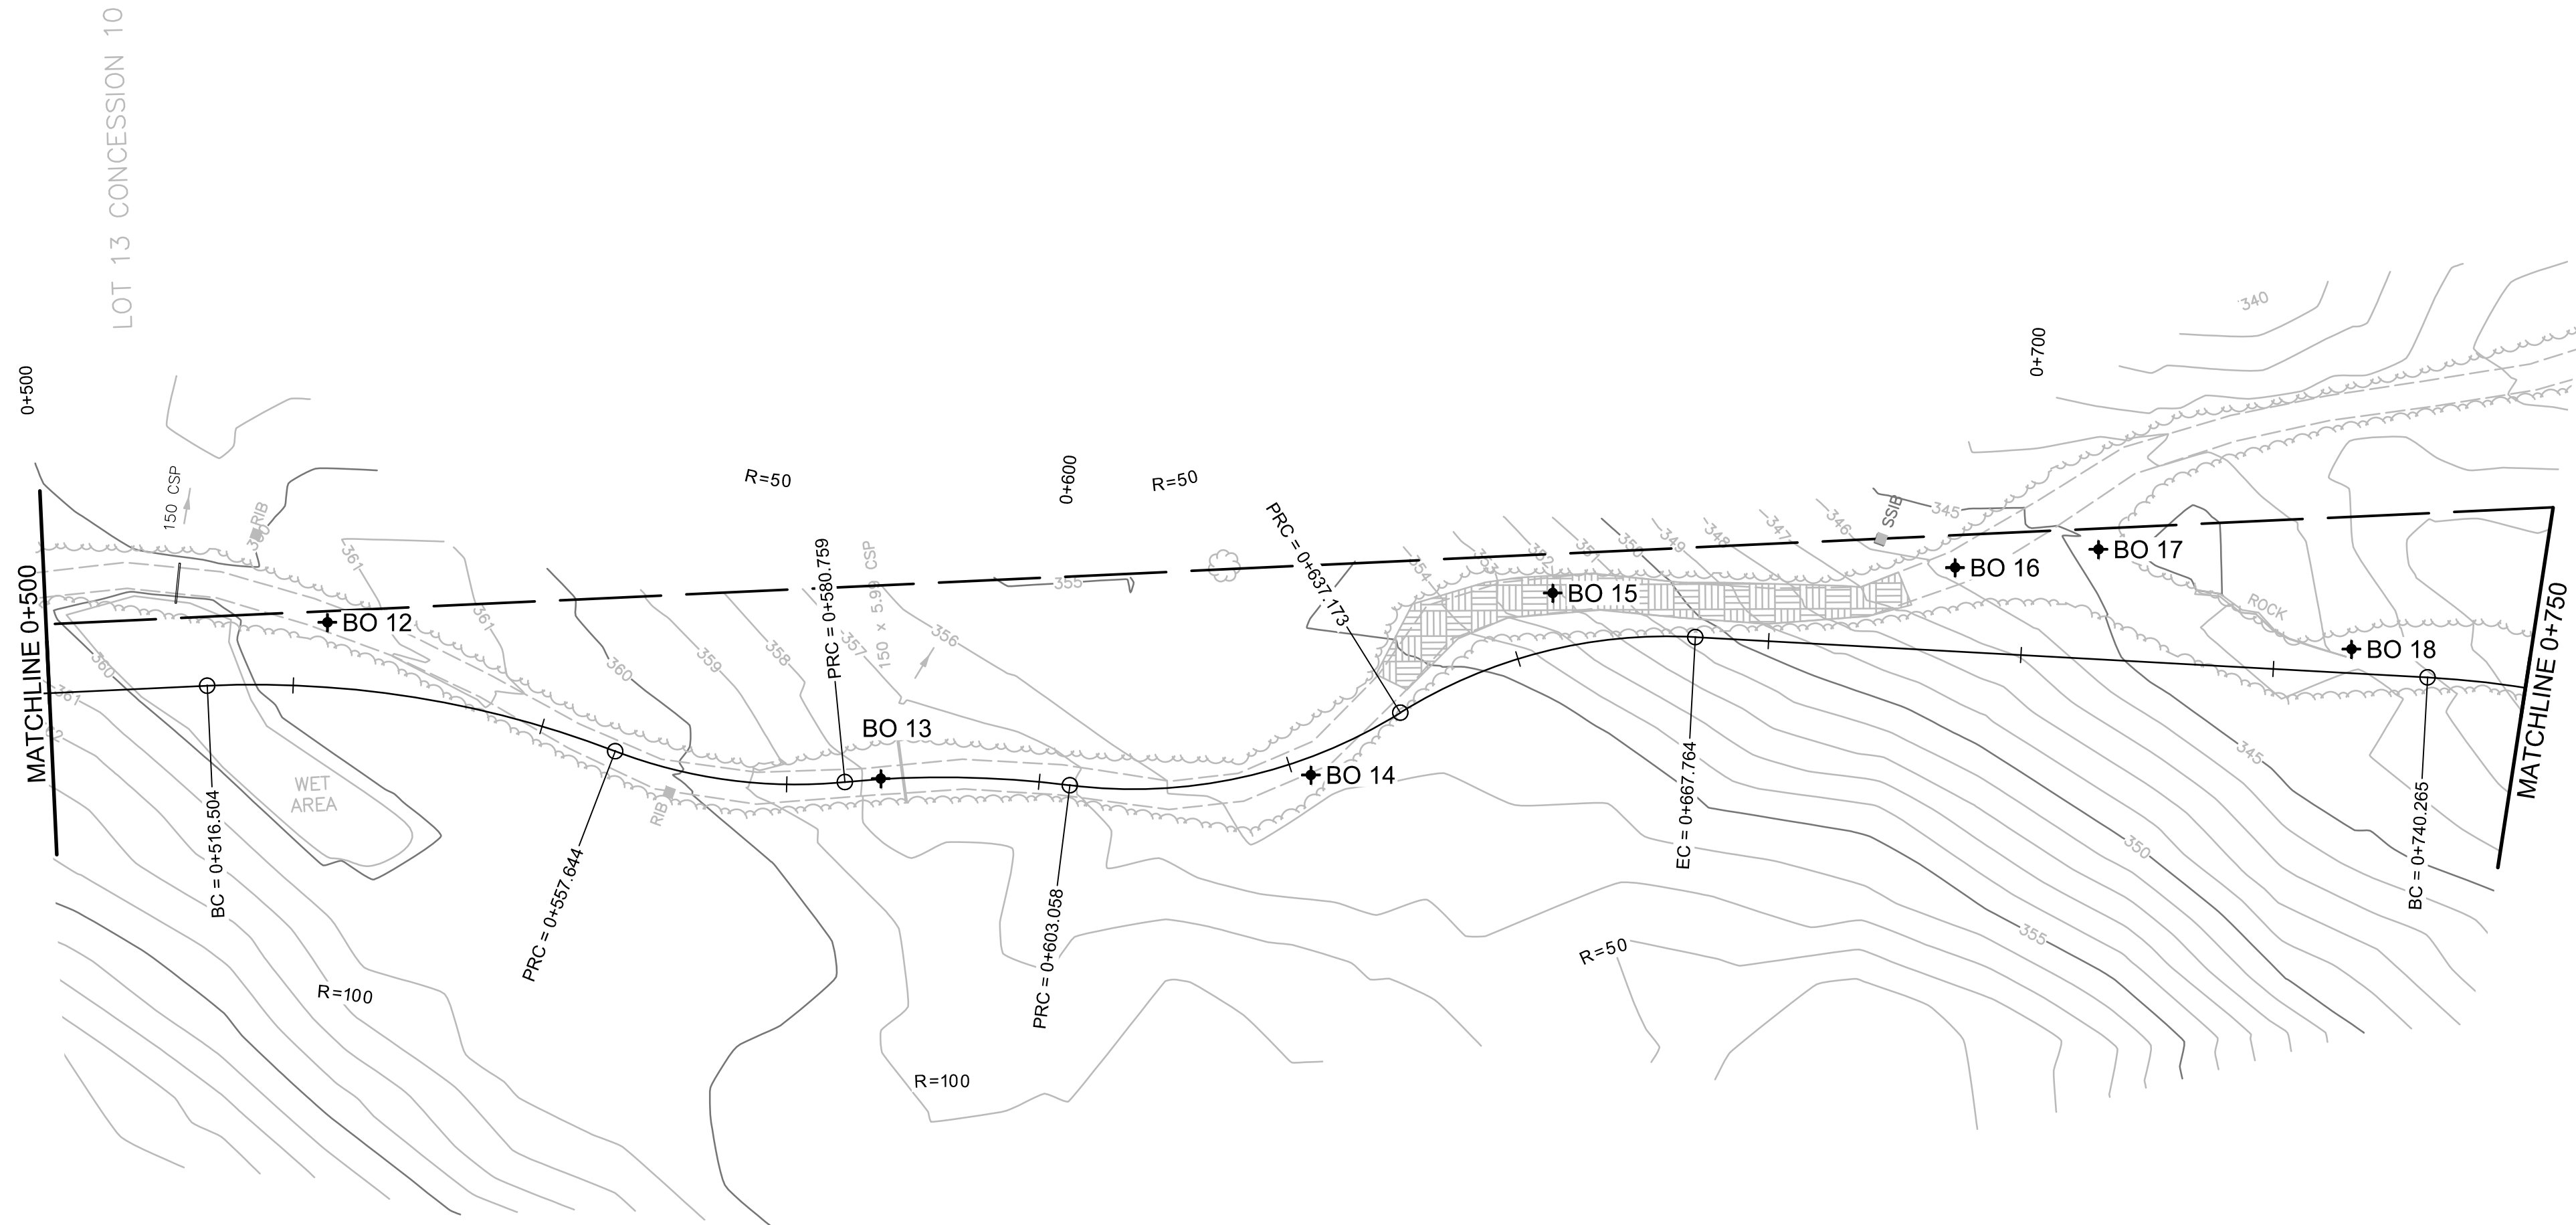 LOT 13 CONCESSION 10
0+500
0+600
0+700
MATCHLINE 0+500
MATCHLINE 0+750
150 CSP
RIB
360
361
361
360
359
358
357
356
355
150 x 5.99 CSP
R=50
R=50
PRC = 0+580.759
PRC = 0+637.173
354
353
352
351
350
349
348
347
346
345
SSIB
340
BO 12
BO 13
BO 14
BO 15
BO 16
BO 17
BO 18
ROCK
360
361
WET
AREA
RIB
BC = 0+516.504
PRC = 0+557.644
PRC = 0+603.058
EC = 0+667.764
BC = 0+740.265
345
350
355
R=100
R=100
R=50